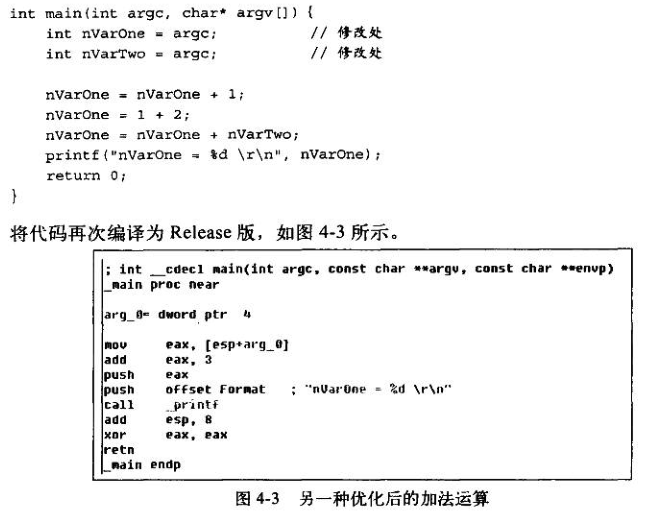 int main(int argc, char* argv[]) {
int nVarOne = argc; // 修改处
int nVarTwo = argc; // 修改处
nVarOne = nVarOne + 1;
nVarOne = 1 + 2;
nVarOne = nVarOne + nVarTwo;
printf("nVarOne = %d \r\n", nVarOne);
return 0;
}
将代码再次编译为 Release 版，如图 4-3 所示。
; int __cdecl main(int argc, const char **argv, const char **envp)
_main proc near
arg_0= dword ptr 4
mov eax, [esp+arg_0]
add eax, 3
push eax
push offset Format ; "nVarOne = %d \r\n"
call _printf
add esp, 8
xor eax, eax
retn
_main endp
图 4-3 另一种优化后的加法运算